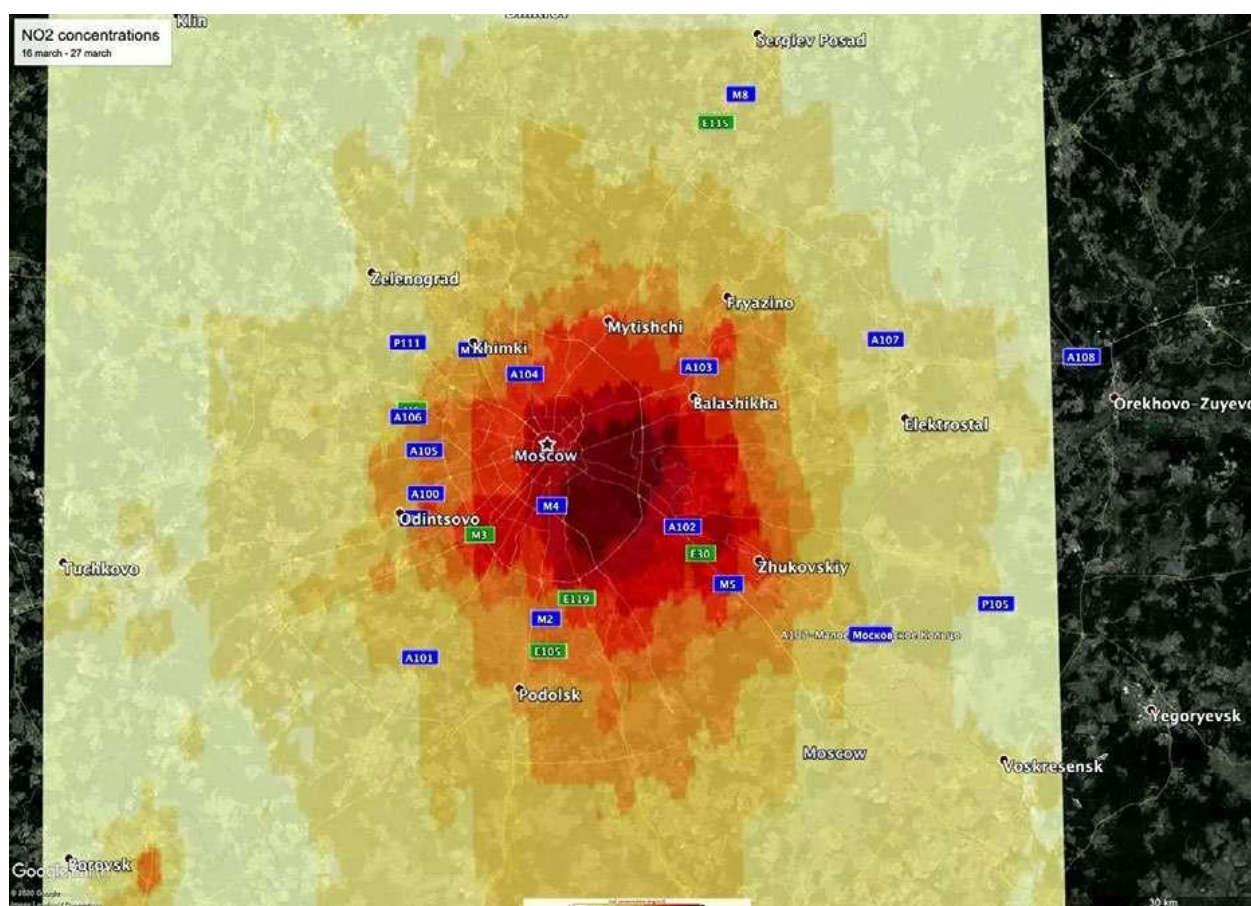 NO2 concentrations
16 march - 27 march
Klin
Sergiev Posad
M8
E115
Zelenograd
Fryazino
Mytishchi
P111
Khimki
A107
A108
A104
A103
Balashikha
Orekhovo-Zuyevo
A106
Elektrostal
A105
Moscow
A100
M4
Odintsovo
A102
M3
E30
Tuchkovo
Zhukovskiy
M5
E119
P105
M2
Московское Кольцо
E105
A101
Podolsk
Yegoryevsk
Moscow
Voskresensk
Borovsk
Google Earth
© 2020 Google
30 km